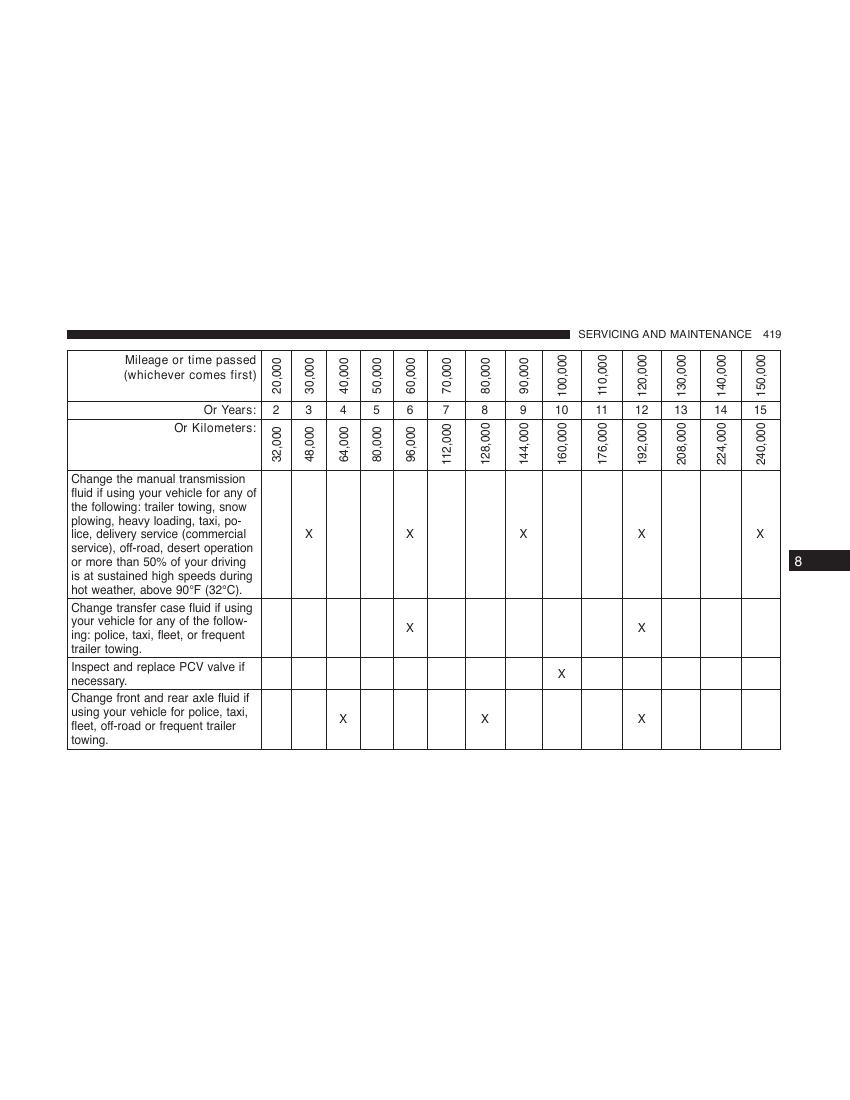 SERVICING AND MAINTENANCE 419
Mileage or time passed
(whichever comes first)
20,000 30,000 40,000 50,000 60,000 70,000 80,000 90,000 100,000 110,000 120,000 130,000 140,000 150,000
Or Years: 2 3 4 5 6 7 8 9 10 11 12 13 14 15
Or Kilometers: 32,000 48,000 64,000 80,000 96,000 112,000 128,000 144,000 160,000 176,000 192,000 208,000 224,000 240,000
Change the manual transmission
fluid if using your vehicle for any of
the following: trailer towing, snow
plowing, heavy loading, taxi, po-
lice, delivery service (commercial
service), off-road, desert operation
or more than 50% of your driving
is at sustained high speeds during
hot weather, above 90°F (32°C).
X X X X X
Change transfer case fluid if using
your vehicle for any of the follow-
ing: police, taxi, fleet, or frequent
trailer towing.
X X
Inspect and replace PCV valve if
necessary.
X
Change front and rear axle fluid if
using your vehicle for police, taxi,
fleet, off-road or frequent trailer
towing.
X X X
8